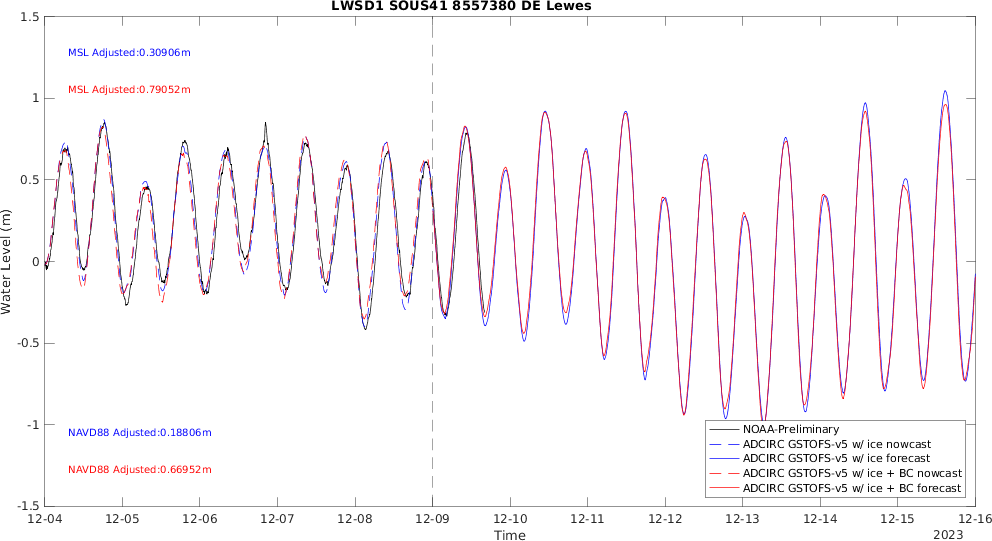 LWSD1 SOUS41 8557380 DE Lewes
1.5
1
0.5
0
-0.5
-1
-1.5
Water Level (m)
MSL Adjusted:0.30906m
MSL Adjusted:0.79052m
NAVD88 Adjusted:0.18806m
NAVD88 Adjusted:0.66952m
NOAA-Preliminary
ADCIRC GSTOFS-v5 w/ ice nowcast
ADCIRC GSTOFS-v5 w/ ice forecast
ADCIRC GSTOFS-v5 w/ ice + BC nowcast
ADCIRC GSTOFS-v5 w/ ice + BC forecast
12-04 12-05 12-06 12-07 12-08 12-09 12-10 12-11 12-12 12-13 12-14 12-15 12-16
Time
2023